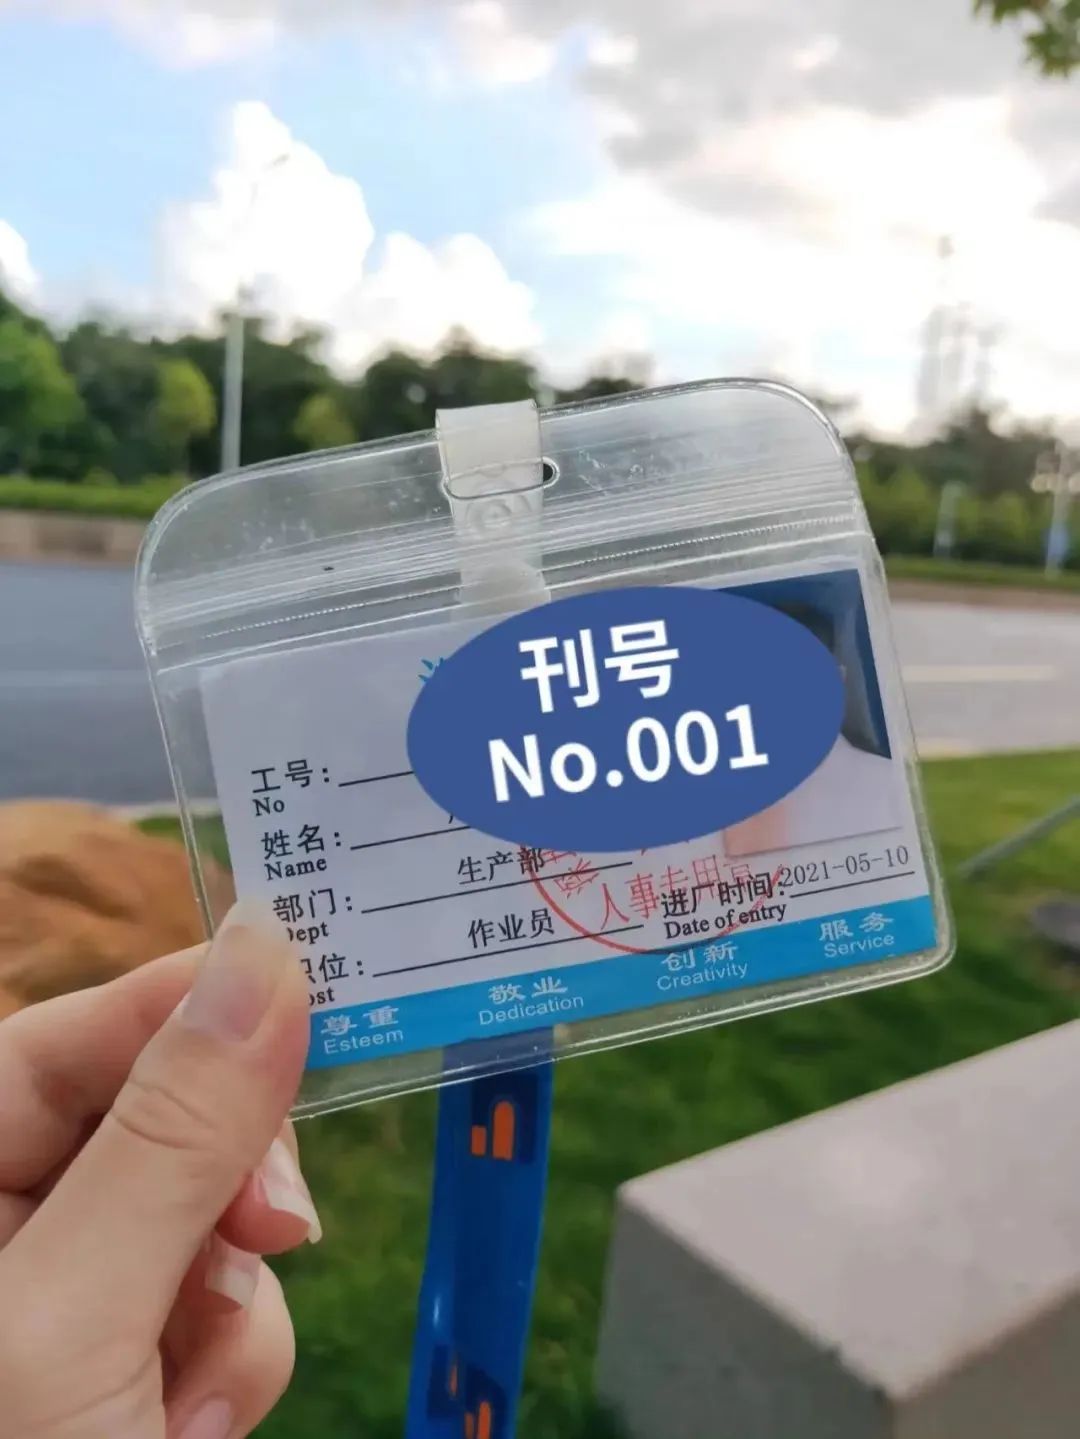 刊号
No.001
工号:
No
姓名:
Name
生产部
部门:
Dept
作业员
职位:
ost
人事专用章
进厂时间:2021-05-10
Date of entry
尊重
Esteem
敬业
Dedication
创新
Creativity
服务
Service